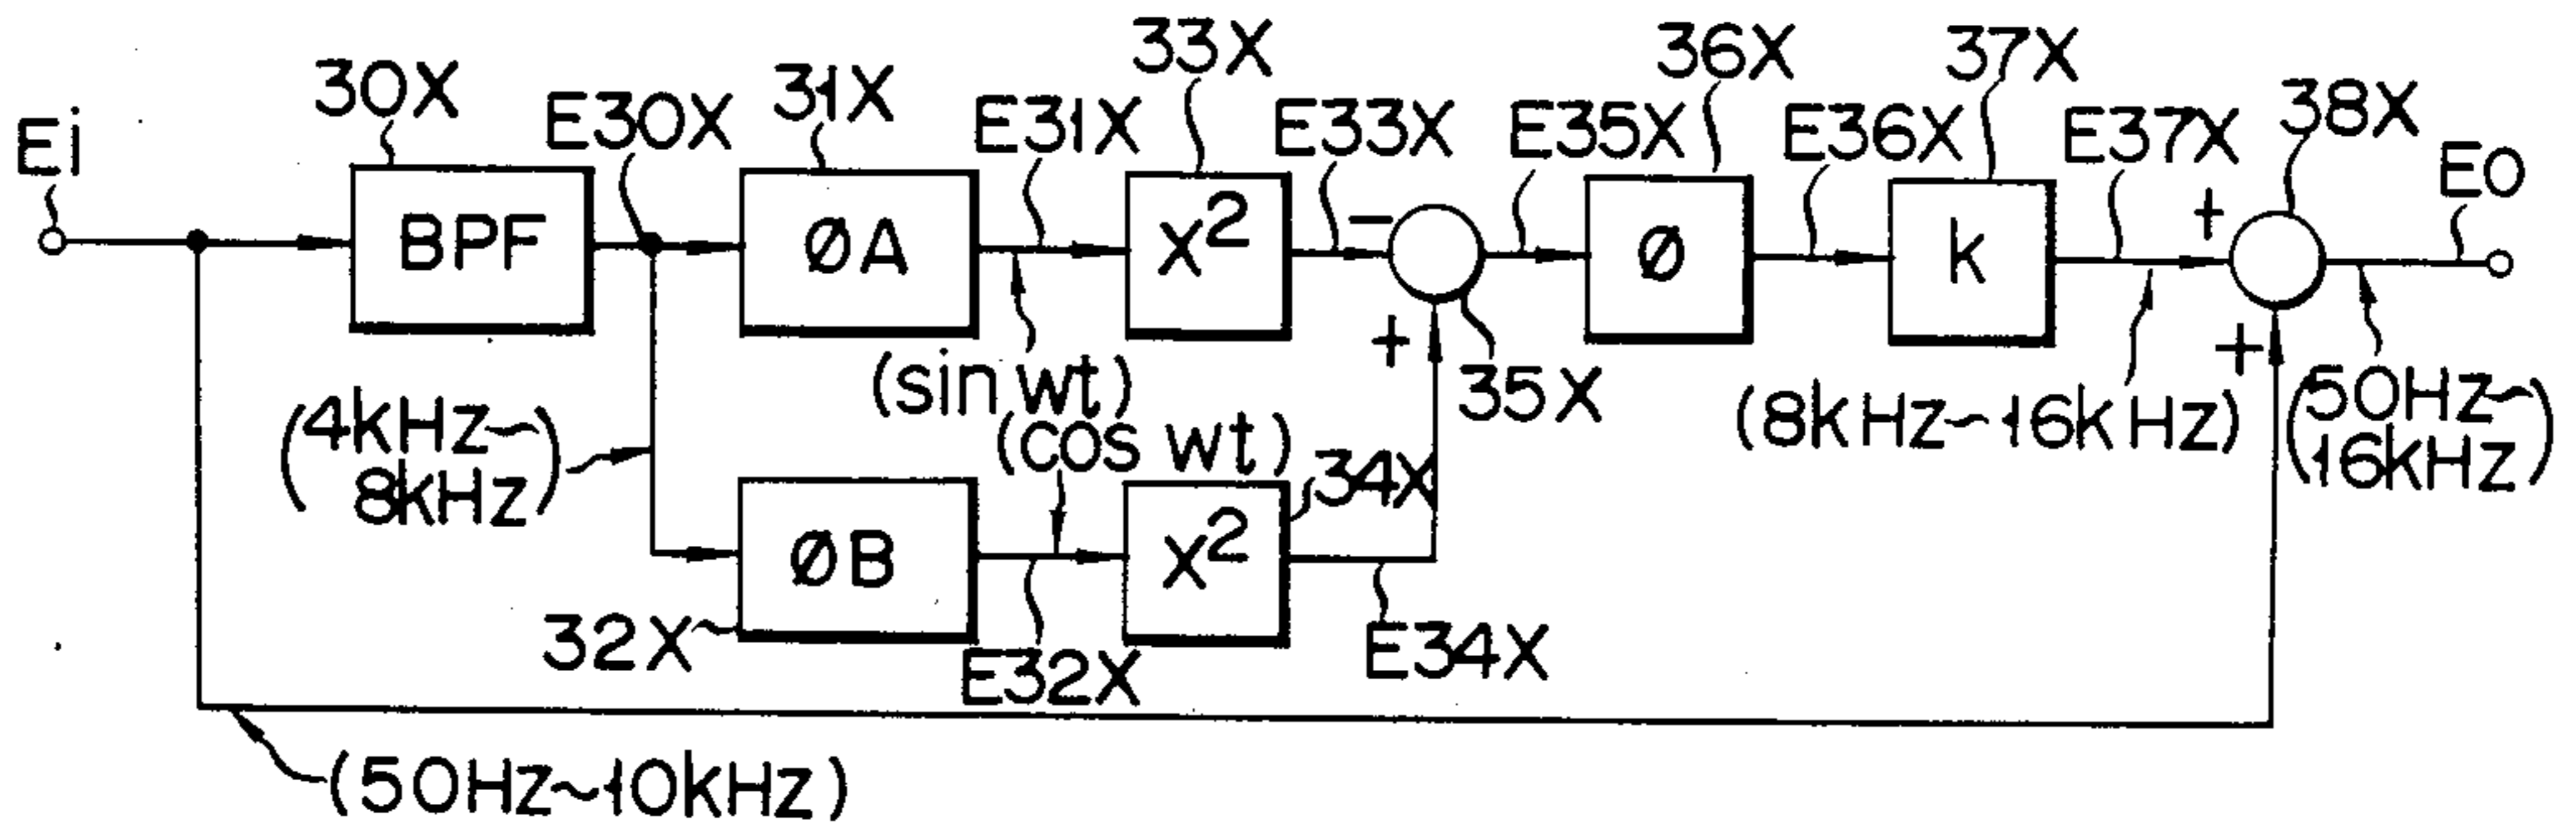 Ei
30X
E30X
31X
E31X
33X
E33X
E35X
36X
E36X
37X
E37X
38X
EO
BPF
ØA
X²
−
+
Ø
k
+
+
(sin wt)
(cos wt)
35X
34X
(4kHz~
8kHz)
(8kHz~16kHz)
(50Hz~
16kHz)
ØB
X²
32X
E32X
E34X
(50Hz~10kHz)